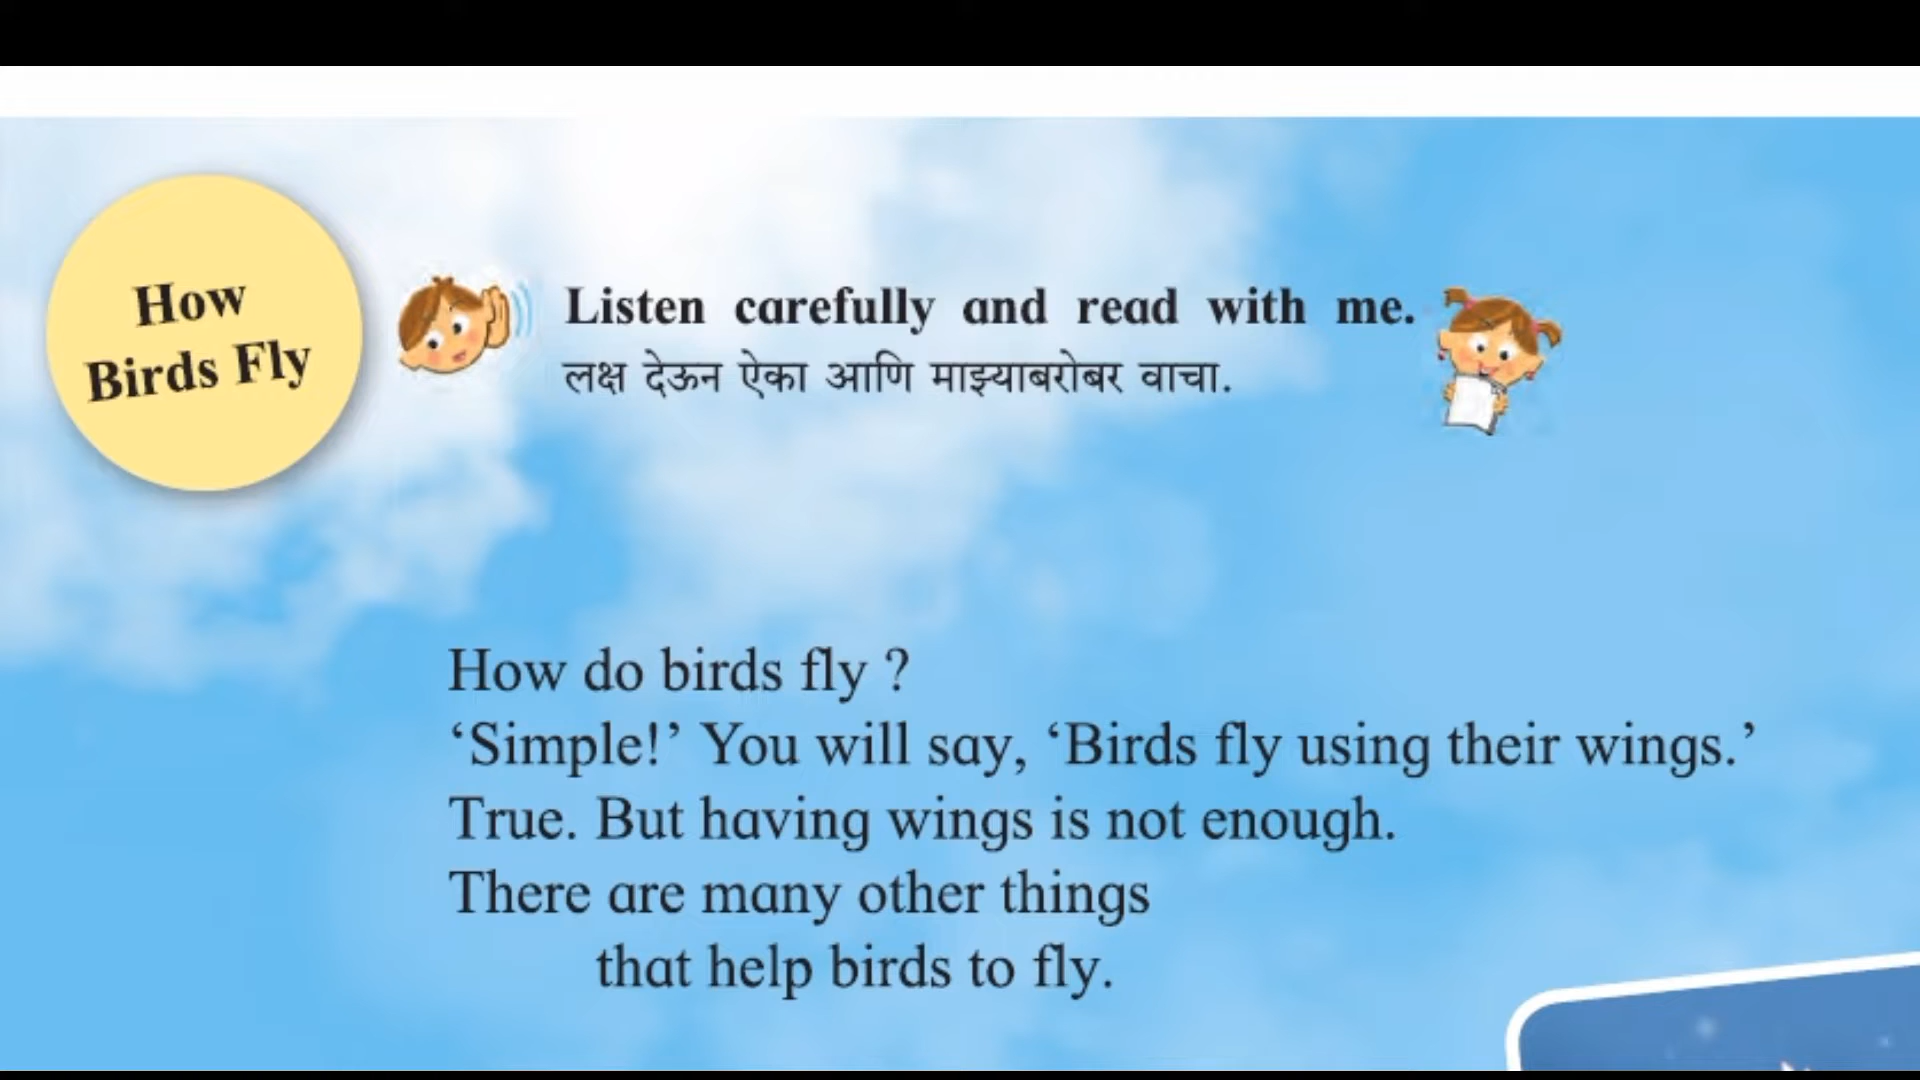 How
Birds Fly
Listen carefully and read with me.
लक्ष देऊन ऐका आणि माझ्याबरोबर वाचा.
How do birds fly ?
‘Simple!’ You will say, ‘Birds fly using their wings.’
True. But having wings is not enough.
There are many other things
that help birds to fly.